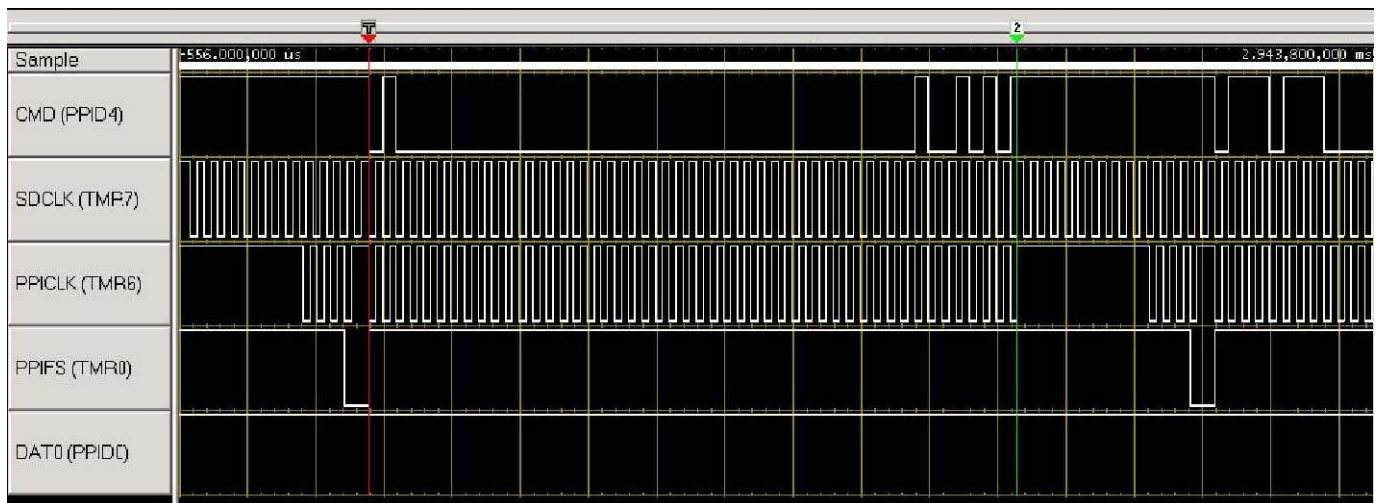 T
2
Sample
-556.000,000 us
2.943,800,000 ms
CMD (PPID4)
SDCLK (TMR7)
PPICLK (TMR6)
PPIFS (TMR0)
DAT0 (PPID0)